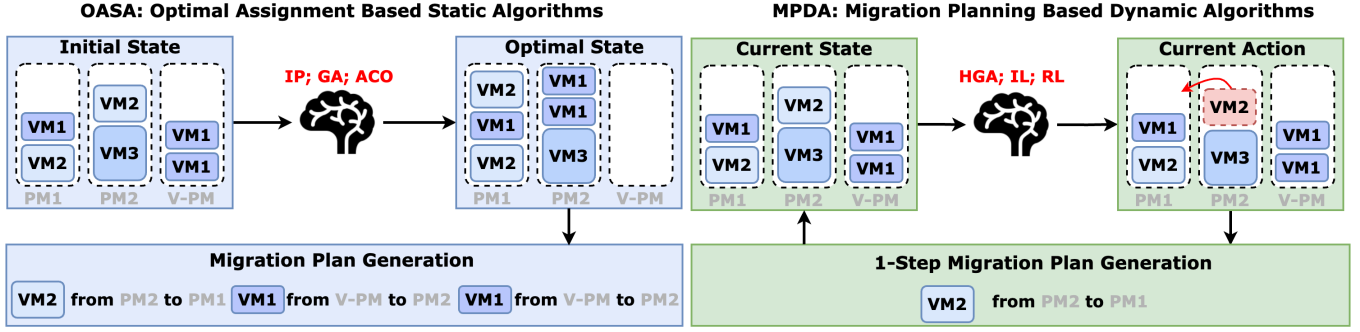 OASA: Optimal Assignment Based Static Algorithms
Initial State
VM1
VM2
PM1
VM2
VM3
PM2
VM1
VM1
V-PM
IP; GA; ACO
Optimal State
VM2
VM1
VM2
PM1
VM1
VM1
VM3
PM2
V-PM
Migration Plan Generation
VM2 from PM2 to PM1 VM1 from V-PM to PM2 VM1 from V-PM to PM2
MPDA: Migration Planning Based Dynamic Algorithms
Current State
VM1
VM2
PM1
VM2
VM3
PM2
VM1
VM1
V-PM
HGA; IL; RL
Current Action
VM1
VM2
PM1
VM2
VM3
PM2
VM1
VM1
V-PM
1-Step Migration Plan Generation
VM2 from PM2 to PM1